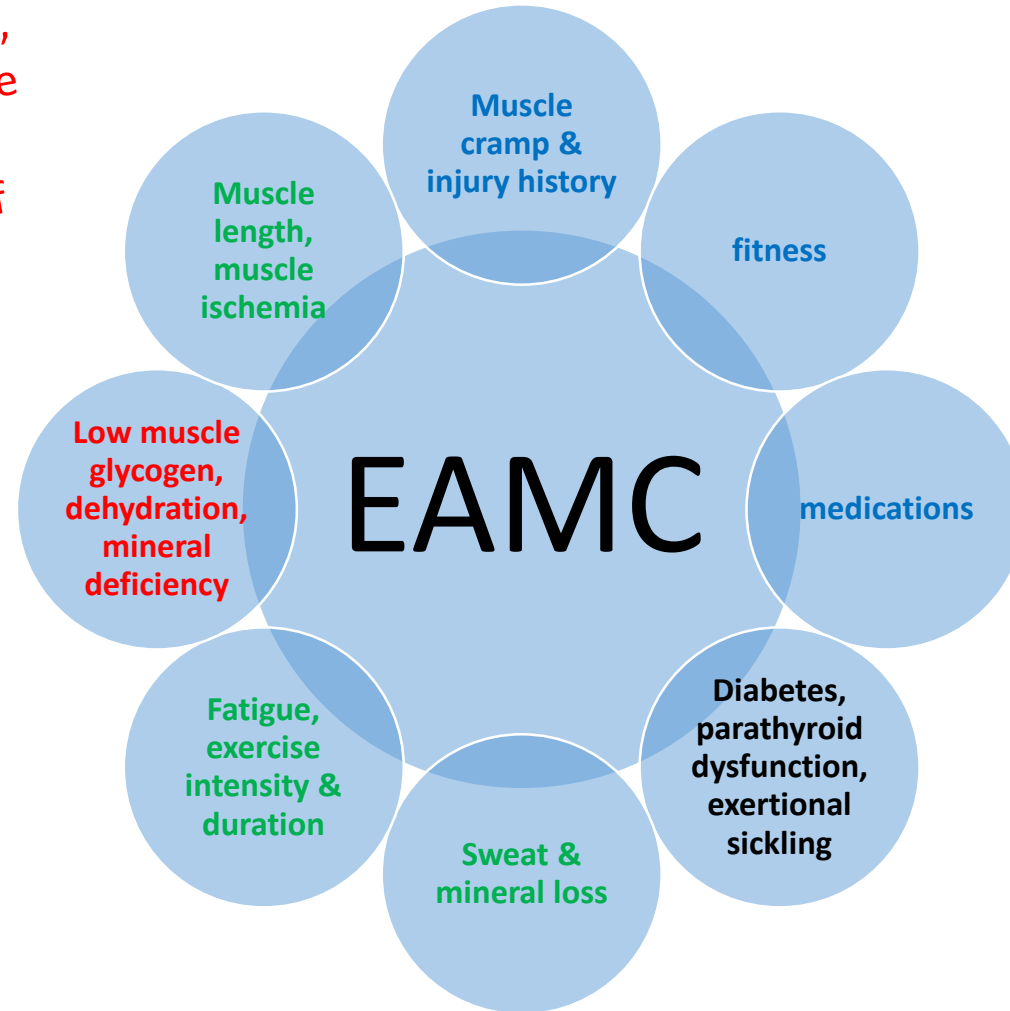 Muscle
cramp &
injury history
fitness
medications
Diabetes,
parathyroid
dysfunction,
exertional
sickling
Sweat &
mineral loss
Fatigue,
exercise
intensity &
duration
Low muscle
glycogen,
dehydration,
mineral
deficiency
Muscle
length,
muscle
ischemia
EAMC